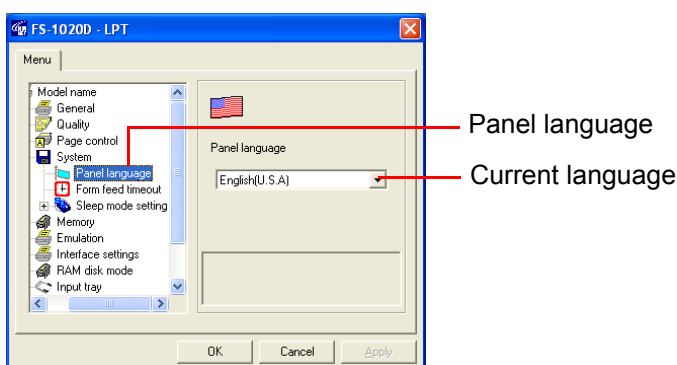 FS-1020D - LPT
Menu
Model name
General
Quality
Page control
System
Panel language
Form feed timeout
Sleep mode setting
Memory
Emulation
Interface settings
RAM disk mode
Input tray
Panel language
English(U.S.A)
OK Cancel Apply
Panel language
Current language